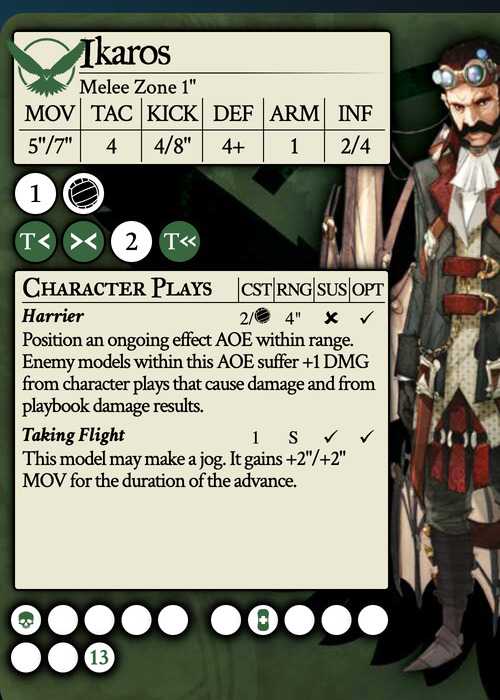 Ikaros
Melee Zone 1"
MOV TAC KICK DEF ARM INF
5"/7" 4 4/8" 4+ 1 2/4
1
T< >< 2 T<<
CHARACTER PLAYS CST RNG SUS OPT
Harrier 2/ 4" ✗ ✓
Position an ongoing effect AOE within range.
Enemy models within this AOE suffer +1 DMG
from character plays that cause damage and from
playbook damage results.
Taking Flight 1 S ✓ ✓
This model may make a jog. It gains +2"/+2"
MOV for the duration of the advance.
13